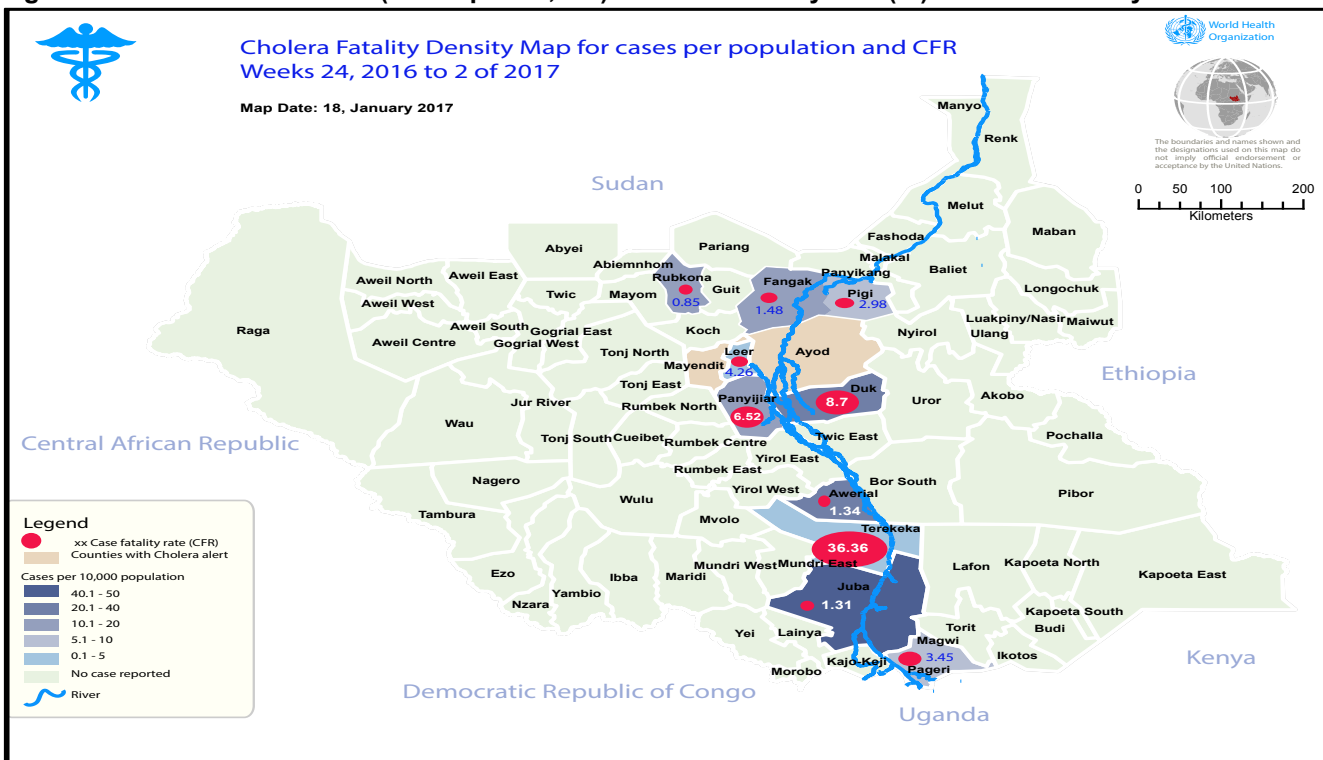 Cholera Fatality Density Map for cases per population and CFR
Weeks 24, 2016 to 2 of 2017
Map Date: 18, January 2017
World Health
Organization
The boundaries and names shown and
the designations used on this map do
not imply official endorsement or
acceptance by the United Nations.
0 50 100 200
Kilometers
Manyo
Renk
Sudan
Melut
Maban
Fashoda
Abyei
Pariang
Malakal
Abiemnhom
Panyikang
Baliet
Aweil North
Aweil East
Rubkona
Fangak
Longochuk
Twic
Mayom
Guit
Pigi
Aweil West
0.85
1.48
2.98
Luakpiny/Nasir
Maiwut
Raga
Aweil South
Gogrial East
Koch
Nyirol
Ulang
Aweil Centre
Gogrial West
Tonj North
Leer
Ayod
Mayendit
4.26
Ethiopia
Tonj East
Duk
Jur River
Rumbek North
Panyijiar
8.7
Uror
Akobo
6.52
Wau
Central African Republic
Tonj South
Cueibet
Rumbek Centre
Twic East
Pochalla
Yirol East
Rumbek East
Nagero
Yirol West
Bor South
Wulu
Awerial
Pibor
1.34
Tambura
Mvolo
Terekeka
36.36
Mundri West
Mundri East
Lafon
Kapoeta North
Ezo
Ibba
Maridi
Kapoeta East
Yambio
Juba
Nzara
1.31
Kapoeta South
Yei
Lainya
Torit
Budi
Magwi
3.45
Ikotos
Kajo-Keji
Pageri
Morobo
Kenya
Democratic Republic of Congo
Uganda
Legend
xx Case fatality rate (CFR)
Counties with Cholera alert
Cases per 10,000 population
40.1 - 50
20.1 - 40
10.1 - 20
5.1 - 10
0.1 - 5
No case reported
River